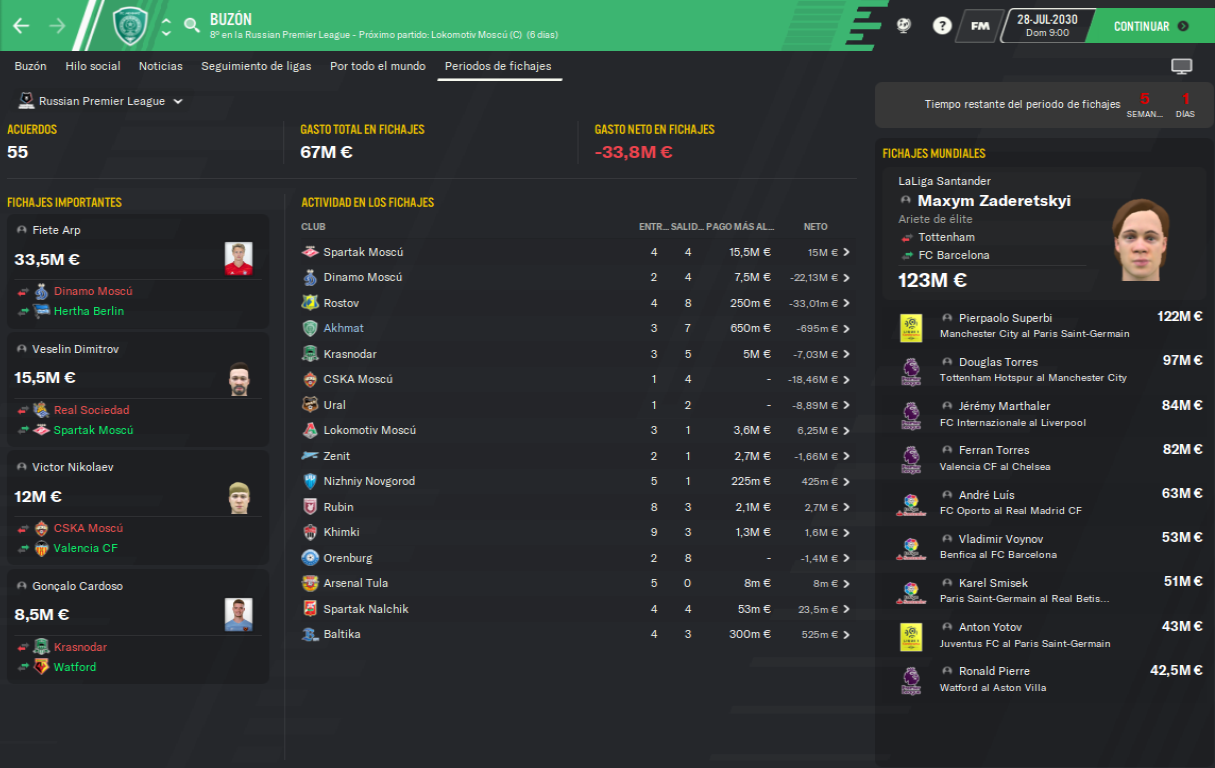 BUZÓN
8º en la Russian Premier League - Próximo partido: Lokomotiv Moscú (C) (6 días)
?
FM
28-JUL-2030
Dom 9:00
CONTINUAR
Buzón Hilo social Noticias Seguimiento de ligas Por todo el mundo Periodos de fichajes
Russian Premier League
Tiempo restante del periodo de fichajes
5 SEMAN...
1 DÍAS
ACUERDOS
55
GASTO TOTAL EN FICHAJES
67M €
GASTO NETO EN FICHAJES
-33,8M €
FICHAJES IMPORTANTES
Fiete Arp
33,5M €
Dinamo Moscú
Hertha Berlin
Veselin Dimitrov
15,5M €
Real Sociedad
Spartak Moscú
Victor Nikolaev
12M €
CSKA Moscú
Valencia CF
Gonçalo Cardoso
8,5M €
Krasnodar
Watford
ACTIVIDAD EN LOS FICHAJES
CLUB ENTR... SALID... PAGO MÁS AL... NETO
Spartak Moscú 4 4 15,5M € 15M €
Dinamo Moscú 2 4 7,5M € -22,13M €
Rostov 4 8 250m € -33,01m €
Akhmat 3 7 650m € -695m €
Krasnodar 3 5 5M € -7,03M €
CSKA Moscú 1 4 - -18,46M €
Ural 1 2 - -8,89M €
Lokomotiv Moscú 3 1 3,6M € 6,25M €
Zenit 2 1 2,7M € -1,66M €
Nizhniy Novgorod 5 1 225m € 425m €
Rubin 8 3 2,1M € 2,7M €
Khimki 9 3 1,3M € 1,6M €
Orenburg 2 8 - -1,4M €
Arsenal Tula 5 0 8m € 8m €
Spartak Nalchik 4 4 53m € 23,5m €
Baltika 4 3 300m € 525m €
FICHAJES MUNDIALES
LaLiga Santander
Maxym Zaderetskyi
Ariete de élite
Tottenham
FC Barcelona
123M €
Pierpaolo Superbi 122M €
Manchester City al Paris Saint-Germain
Douglas Torres 97M €
Tottenham Hotspur al Manchester City
Jérémy Marthaler 84M €
FC Internazionale al Liverpool
Ferran Torres 82M €
Valencia CF al Chelsea
André Luís 63M €
FC Oporto al Real Madrid CF
Vladimir Voynov 53M €
Benfica al FC Barcelona
Karel Smisek 51M €
Paris Saint-Germain al Real Betis...
Anton Yotov 43M €
Juventus FC al Paris Saint-Germain
Ronald Pierre 42,5M €
Watford al Aston Villa